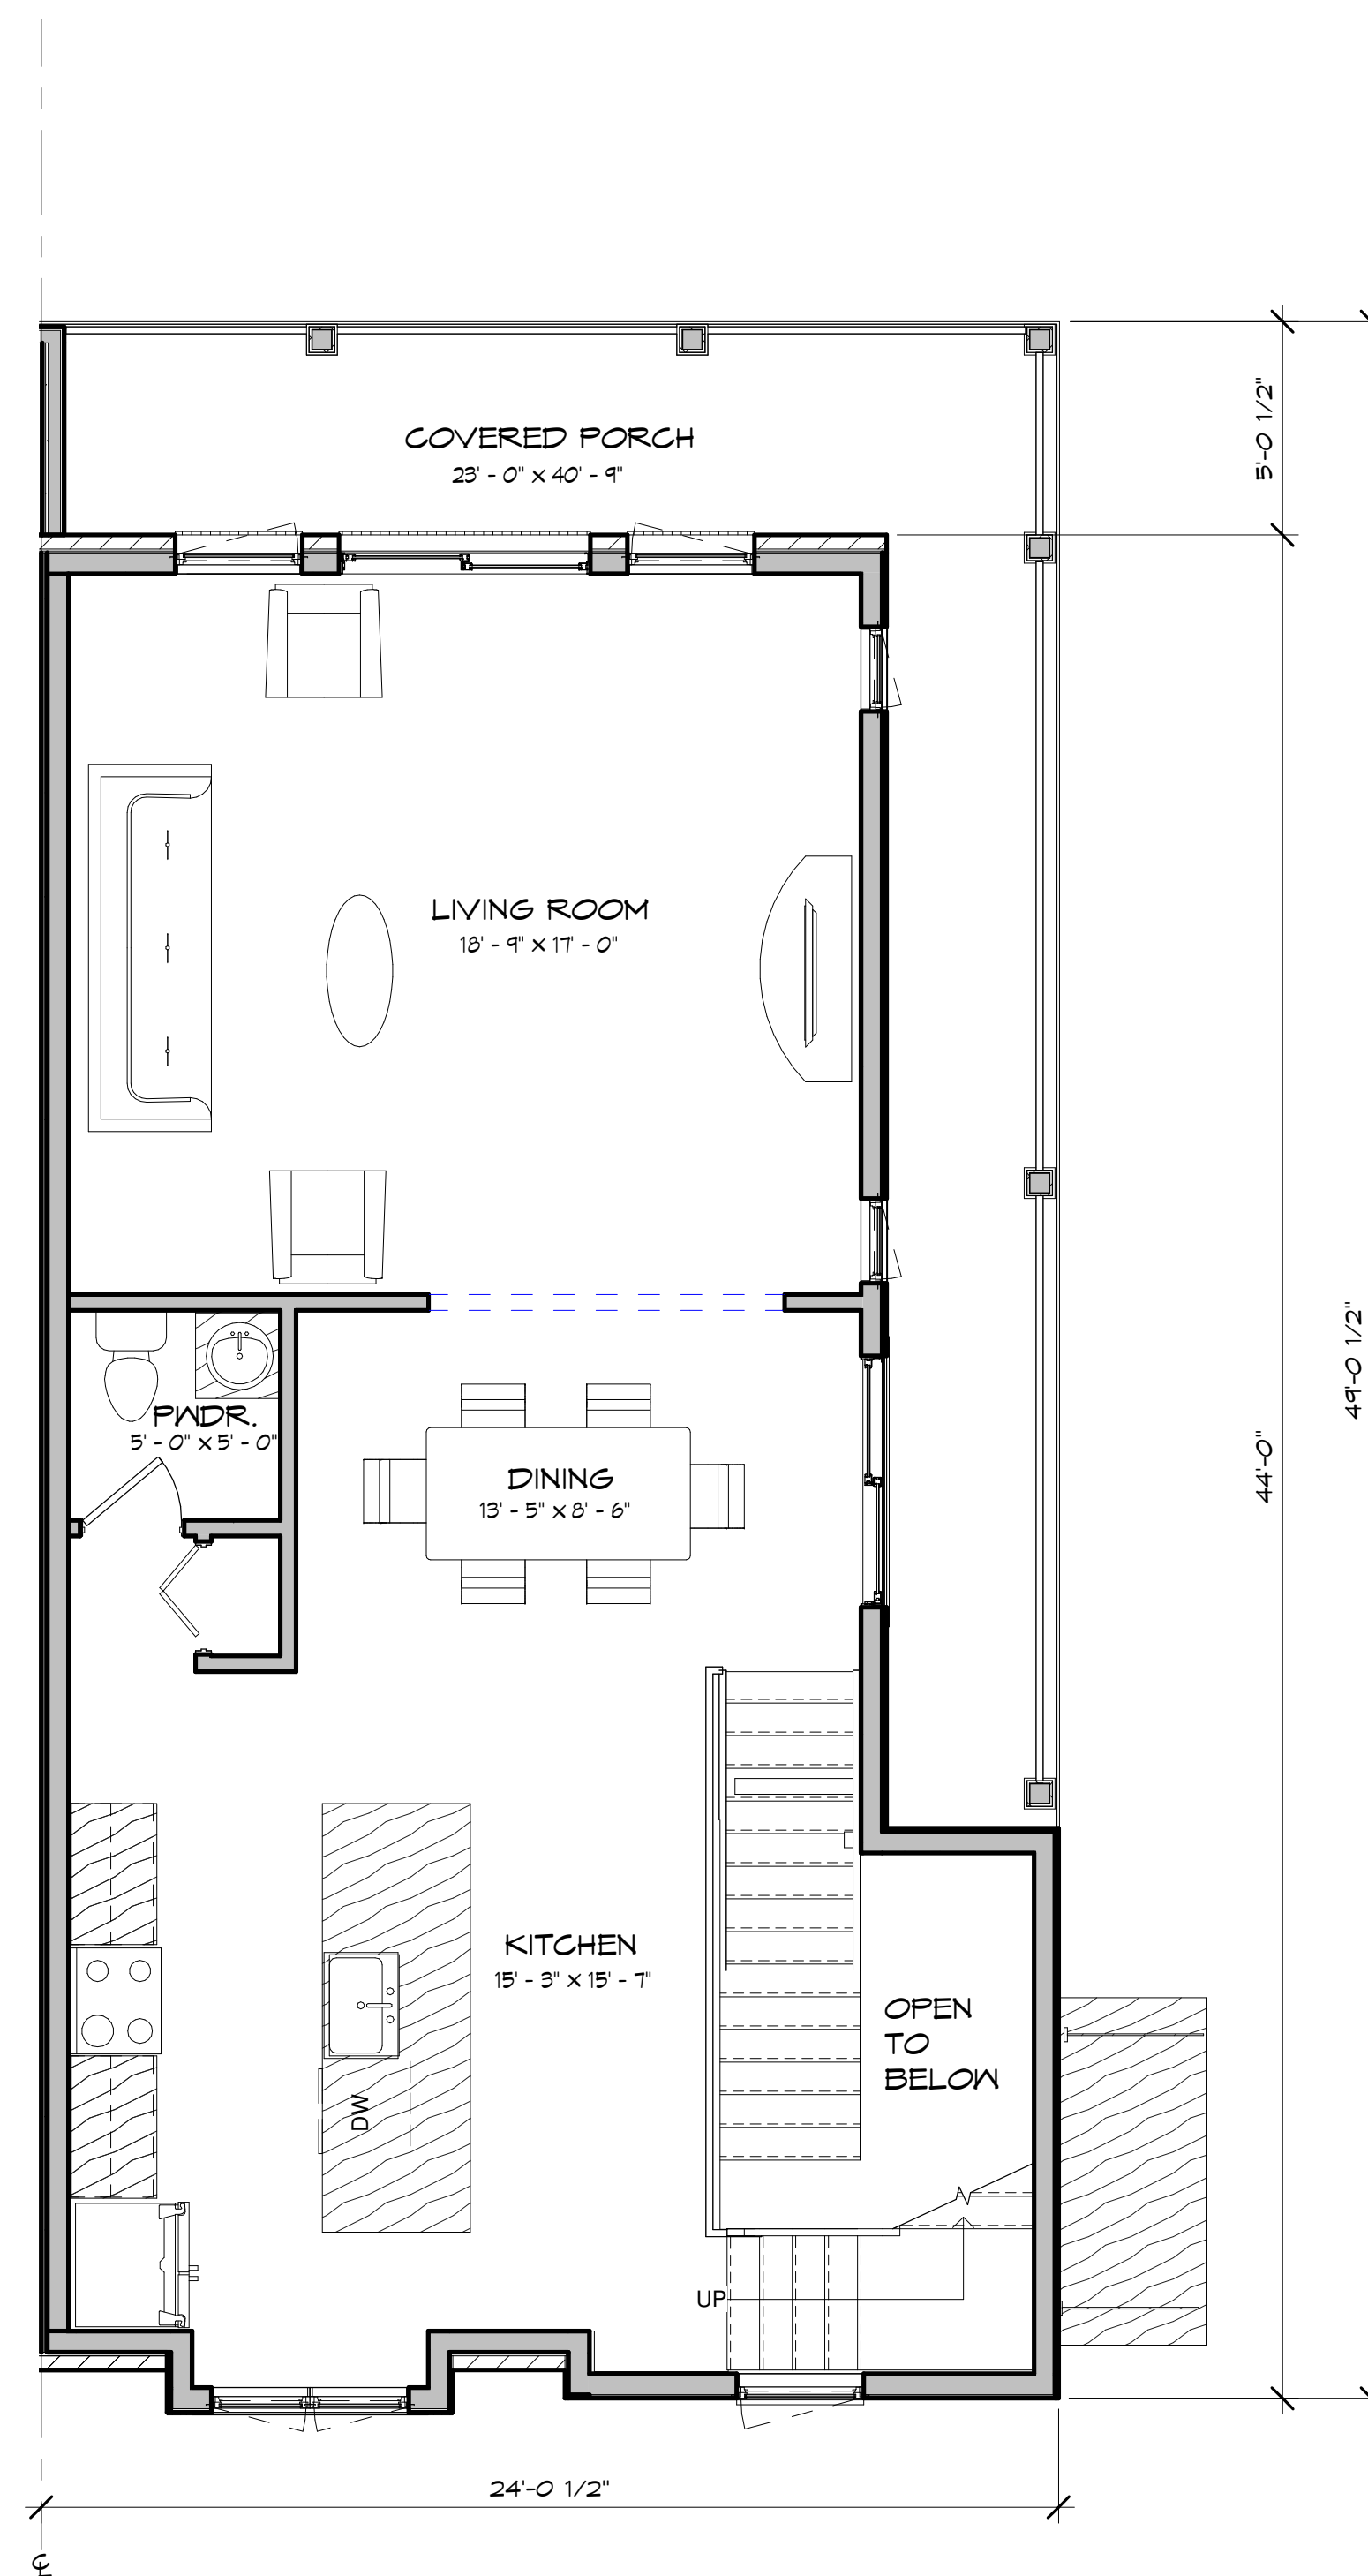 5'-0 1/2"
COVERED PORCH
23' - 0" x 40' - 9"
LIVING ROOM
18' - 9" x 17' - 0"
49'-0 1/2"
PWDR.
5' - 0" x 5' - 0"
44'-0"
DINING
13' - 5" x 8' - 6"
KITCHEN
15' - 3" x 15' - 7"
OPEN
TO
BELOW
DW
UP
24'-0 1/2"
℄